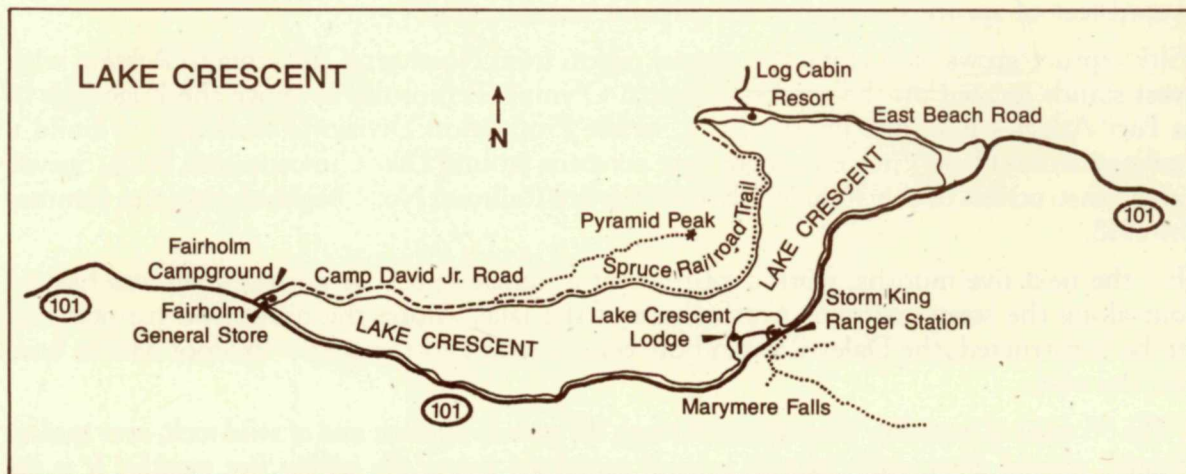 LAKE CRESCENT
N
Log Cabin
Resort
East Beach Road
101
LAKE CRESCENT
Spruce Railroad Trail
Pyramid Peak
Fairholm
Campground
Camp David Jr. Road
101
Fairholm
General Store
LAKE CRESCENT
Lake Crescent
Lodge
Storm King
Ranger Station
101
Marymere Falls